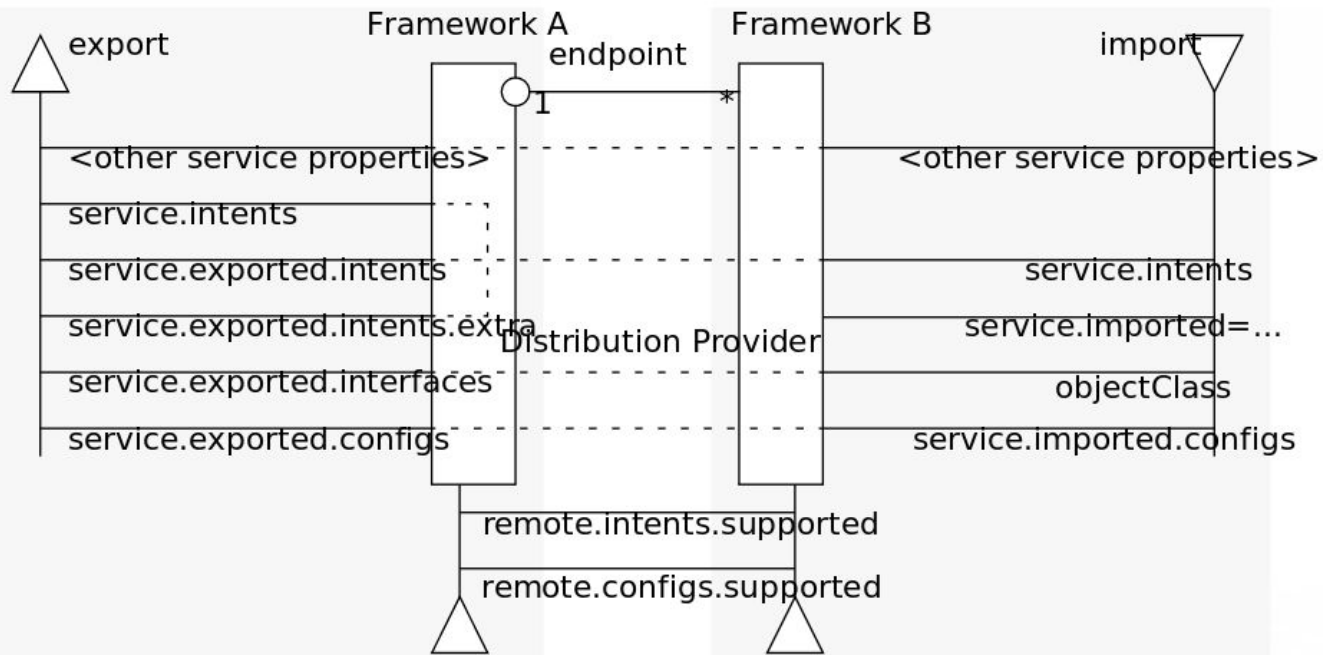 Framework A
Framework B
export
endpoint
import
1
*
<other service properties>
<other service properties>
service.intents
service.exported.intents
service.intents
service.exported.intents.extra
service.imported=...
Distribution Provider
service.exported.interfaces
objectClass
service.exported.configs
service.imported.configs
remote.intents.supported
remote.configs.supported